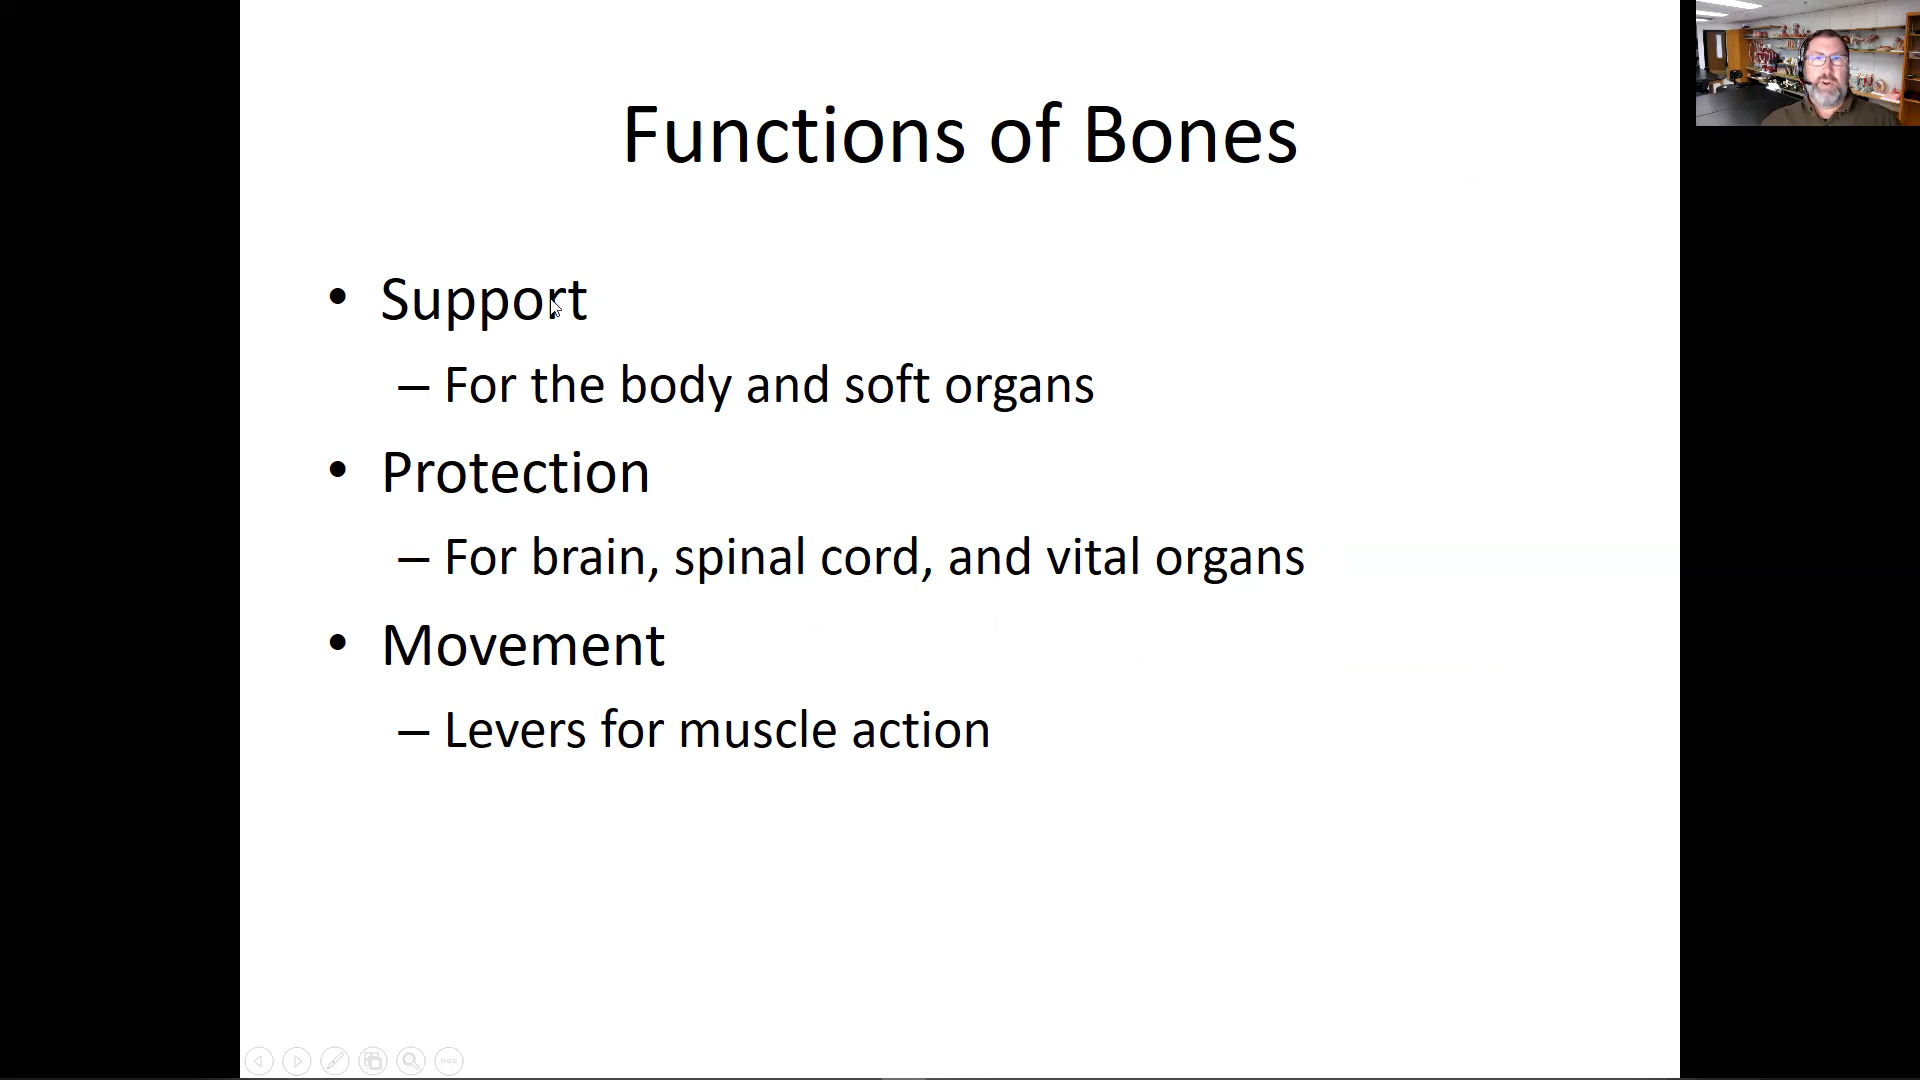 Functions of Bones
• Support
– For the body and soft organs
• Protection
– For brain, spinal cord, and vital organs
• Movement
– Levers for muscle action